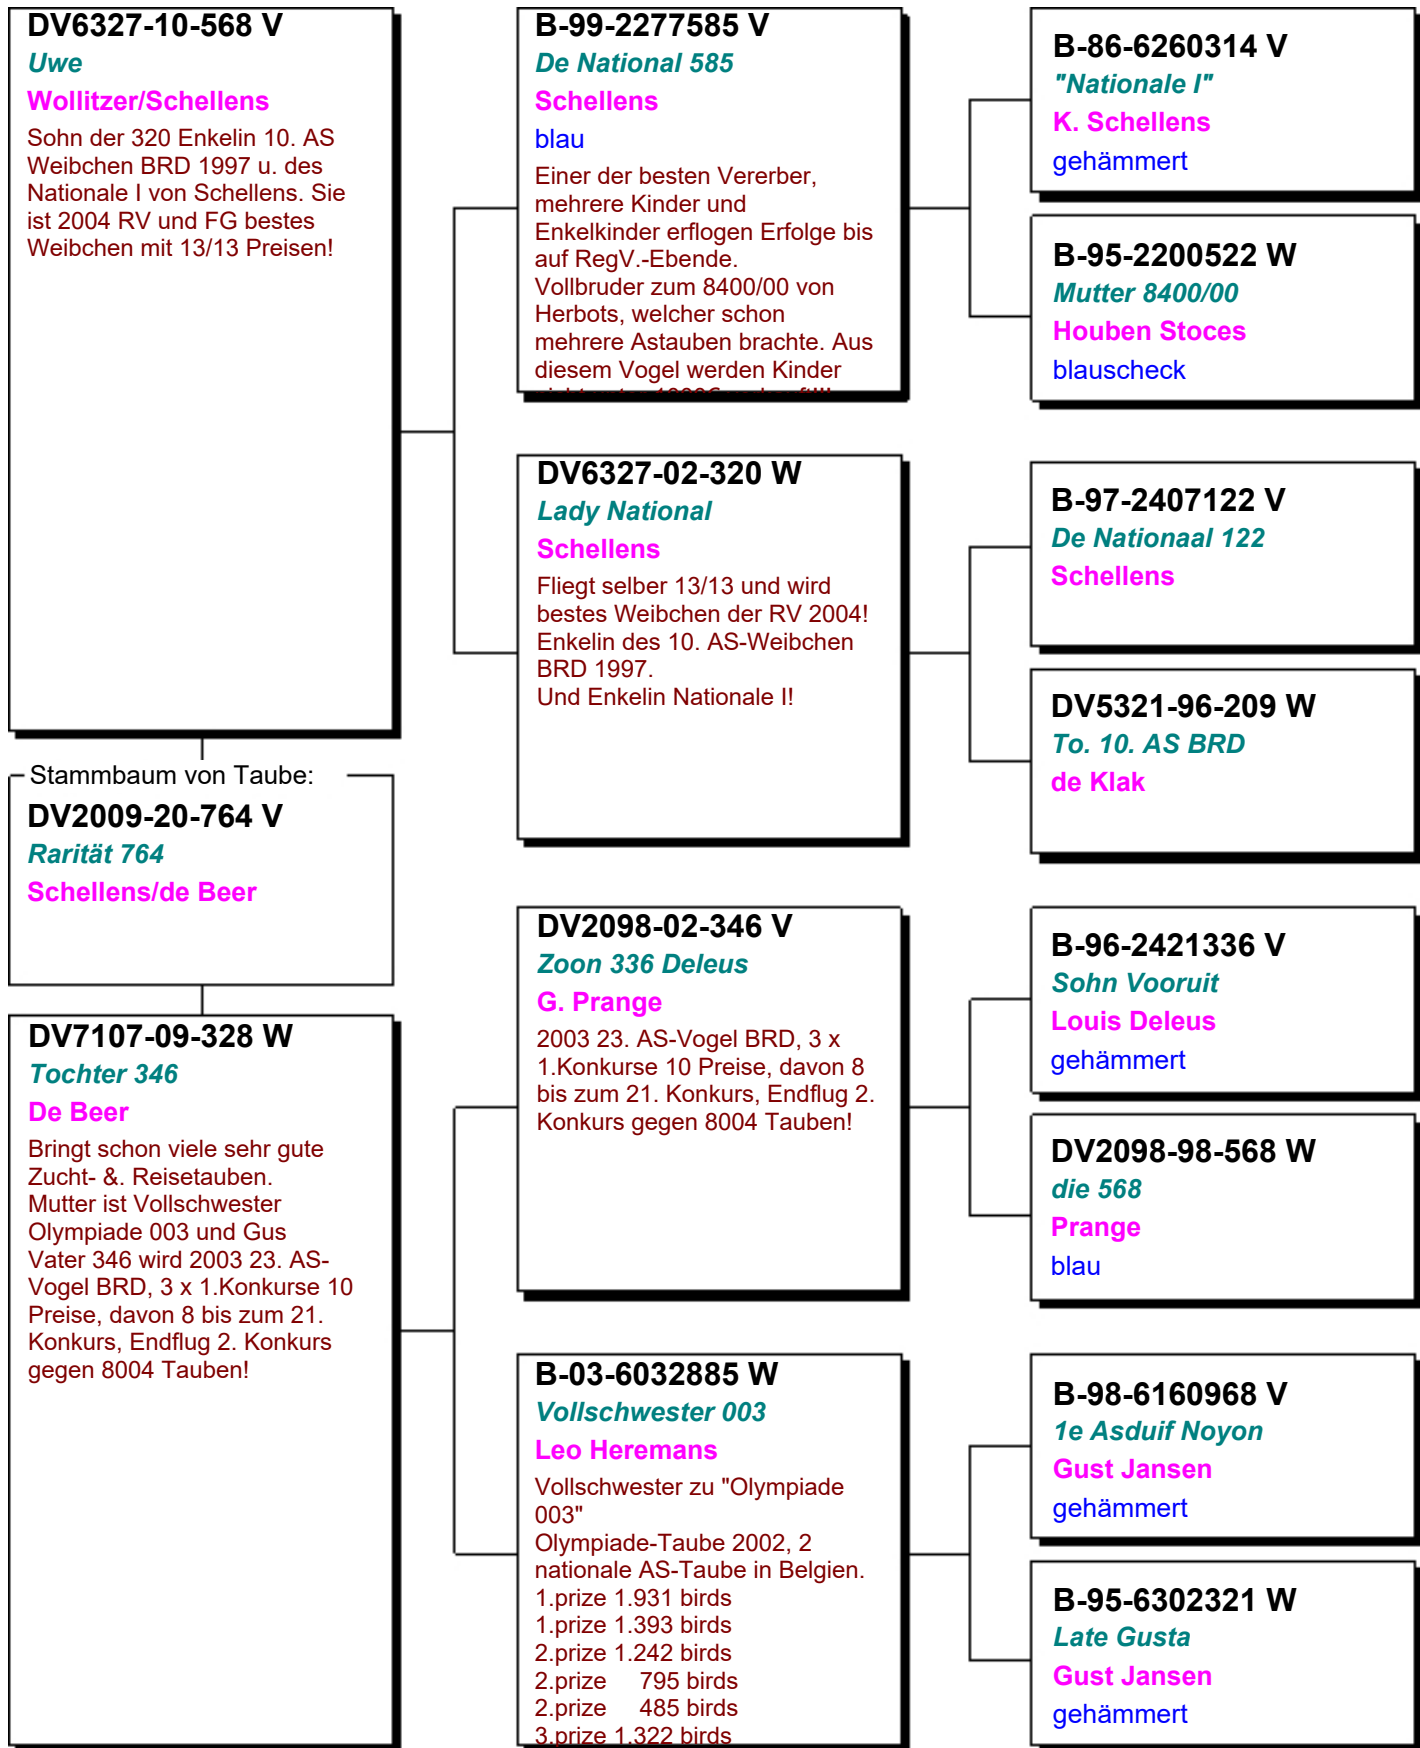 DV6327-10-568 V
Uwe
Wollitzer/Schellens
Sohn der 320 Enkelin 10. AS
Weibchen BRD 1997 u. des
Nationale I von Schellens. Sie
ist 2004 RV und FG bestes
Weibchen mit 13/13 Preisen!
Stammbaum von Taube:
DV2009-20-764 V
Rarität 764
Schellens/de Beer
DV7107-09-328 W
Tochter 346
De Beer
Bringt schon viele sehr gute
Zucht- &. Reisetauben.
Mutter ist Vollschwester
Olympiade 003 und Gus
Vater 346 wird 2003 23. AS-
Vogel BRD, 3 x 1.Konkurse 10
Preise, davon 8 bis zum 21.
Konkurs, Endflug 2. Konkurs
gegen 8004 Tauben!
B-99-2277585 V
De National 585
Schellens
blau
Einer der besten Vererber,
mehrere Kinder und
Enkelkinder erflogen Erfolge bis
auf RegV.-Ebende.
Vollbruder zum 8400/00 von
Herbots, welcher schon
mehrere Astauben brachte. Aus
diesem Vogel werden Kinder
DV6327-02-320 W
Lady National
Schellens
Fliegt selber 13/13 und wird
bestes Weibchen der RV 2004!
Enkelin des 10. AS-Weibchen
BRD 1997.
Und Enkelin Nationale I!
DV2098-02-346 V
Zoon 336 Deleus
G. Prange
2003 23. AS-Vogel BRD, 3 x
1.Konkurse 10 Preise, davon 8
bis zum 21. Konkurs, Endflug 2.
Konkurs gegen 8004 Tauben!
B-03-6032885 W
Vollschwester 003
Leo Heremans
Vollschwester zu "Olympiade
003"
Olympiade-Taube 2002, 2
nationale AS-Taube in Belgien.
1.prize 1.931 birds
1.prize 1.393 birds
2.prize 1.242 birds
2.prize 795 birds
2.prize 485 birds
3.prize 1.322 birds
B-86-6260314 V
"Nationale I"
K. Schellens
gehämmert
B-95-2200522 W
Mutter 8400/00
Houben Stoces
blauscheck
B-97-2407122 V
De Nationaal 122
Schellens
DV5321-96-209 W
To. 10. AS BRD
de Klak
B-96-2421336 V
Sohn Vooruit
Louis Deleus
gehämmert
DV2098-98-568 W
die 568
Prange
blau
B-98-6160968 V
1e Asduif Noyon
Gust Jansen
gehämmert
B-95-6302321 W
Late Gusta
Gust Jansen
gehämmert